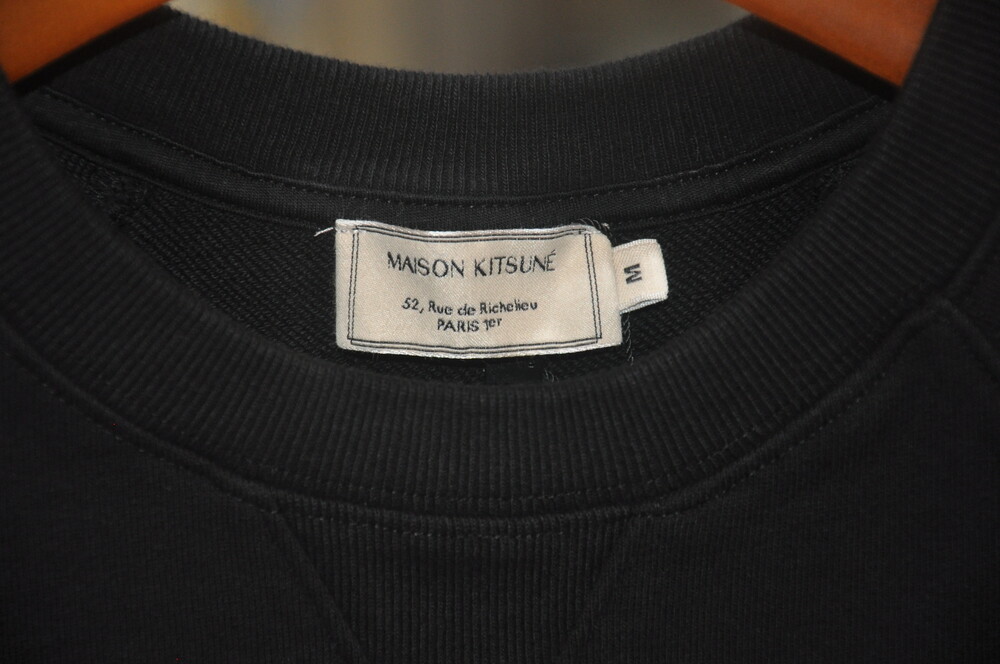 MAISON KITSUNÉ
52, Rue de Richelieu
PARIS 1er
M